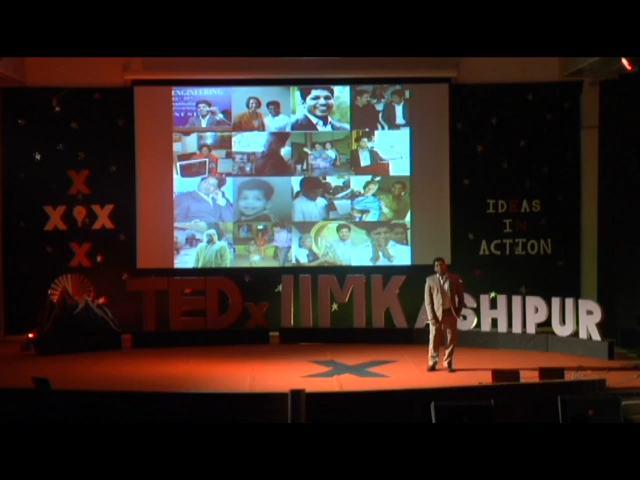 ENGINEERING
X
X X
X
IDEAS
IN
ACTION
TEDx IIMKASHIPUR
X